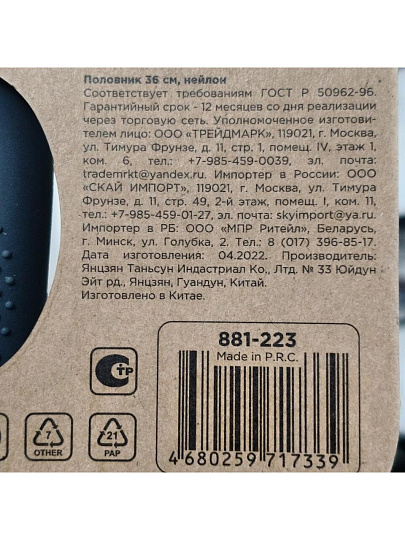 Половник 36 см, нейлон
Соответствует требованиям ГОСТ Р 50962-96.
Гарантийный срок - 12 месяцев со дня реализации
через торговую сеть. Уполномоченное изготови-
телем лицо: ООО «ТРЕЙДМАРК», 119021, г. Москва,
ул. Тимура Фрунзе, д. 11, стр. 1, помещ. IV, этаж 1,
ком. 6, тел.: +7-985-459-0039, эл. почта:
trademrkt@yandex.ru. Импортер в России: ООО
«СКАЙ ИМПОРТ», 119021, г. Москва, ул. Тимура
Фрунзе, д. 11, стр. 49, 2-й этаж, помещ. I, ком. 11,
тел.: +7-985-459-01-27, эл. почта: skyimport@ya.ru.
Импортер в РБ: ООО «МПР Ритейл», Беларусь,
г. Минск, ул. Голубка, 2. Тел.: 8 (017) 396-85-17.
Дата изготовления: 04.2022. Производитель:
Янцзян Таньсун Индастриал Ко., Лтд. № 33 Юйдун
Эйт рд., Янцзян, Гуандун, Китай.
Изготовлено в Китае.
881-223
Made in P.R.C.
4 680259 717339
СТР
7
OTHER
21
PAP